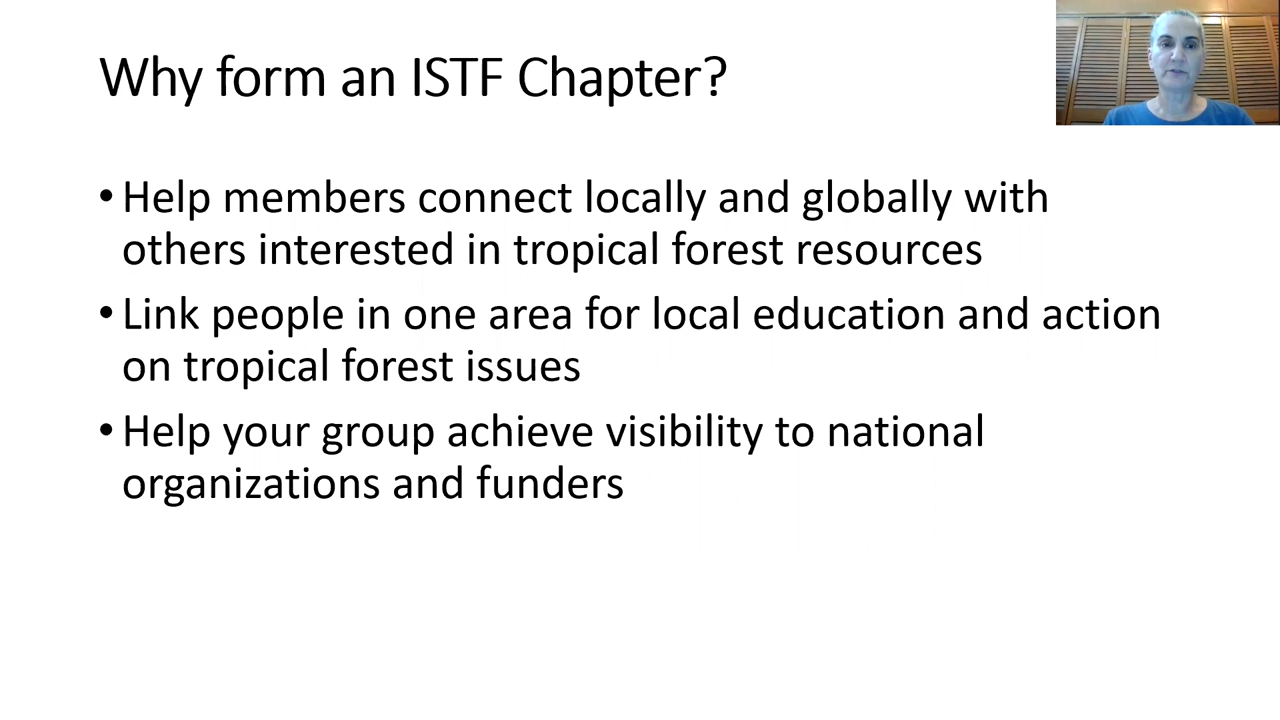 Why form an ISTF Chapter?
• Help members connect locally and globally with
others interested in tropical forest resources
• Link people in one area for local education and action
on tropical forest issues
• Help your group achieve visibility to national
organizations and funders